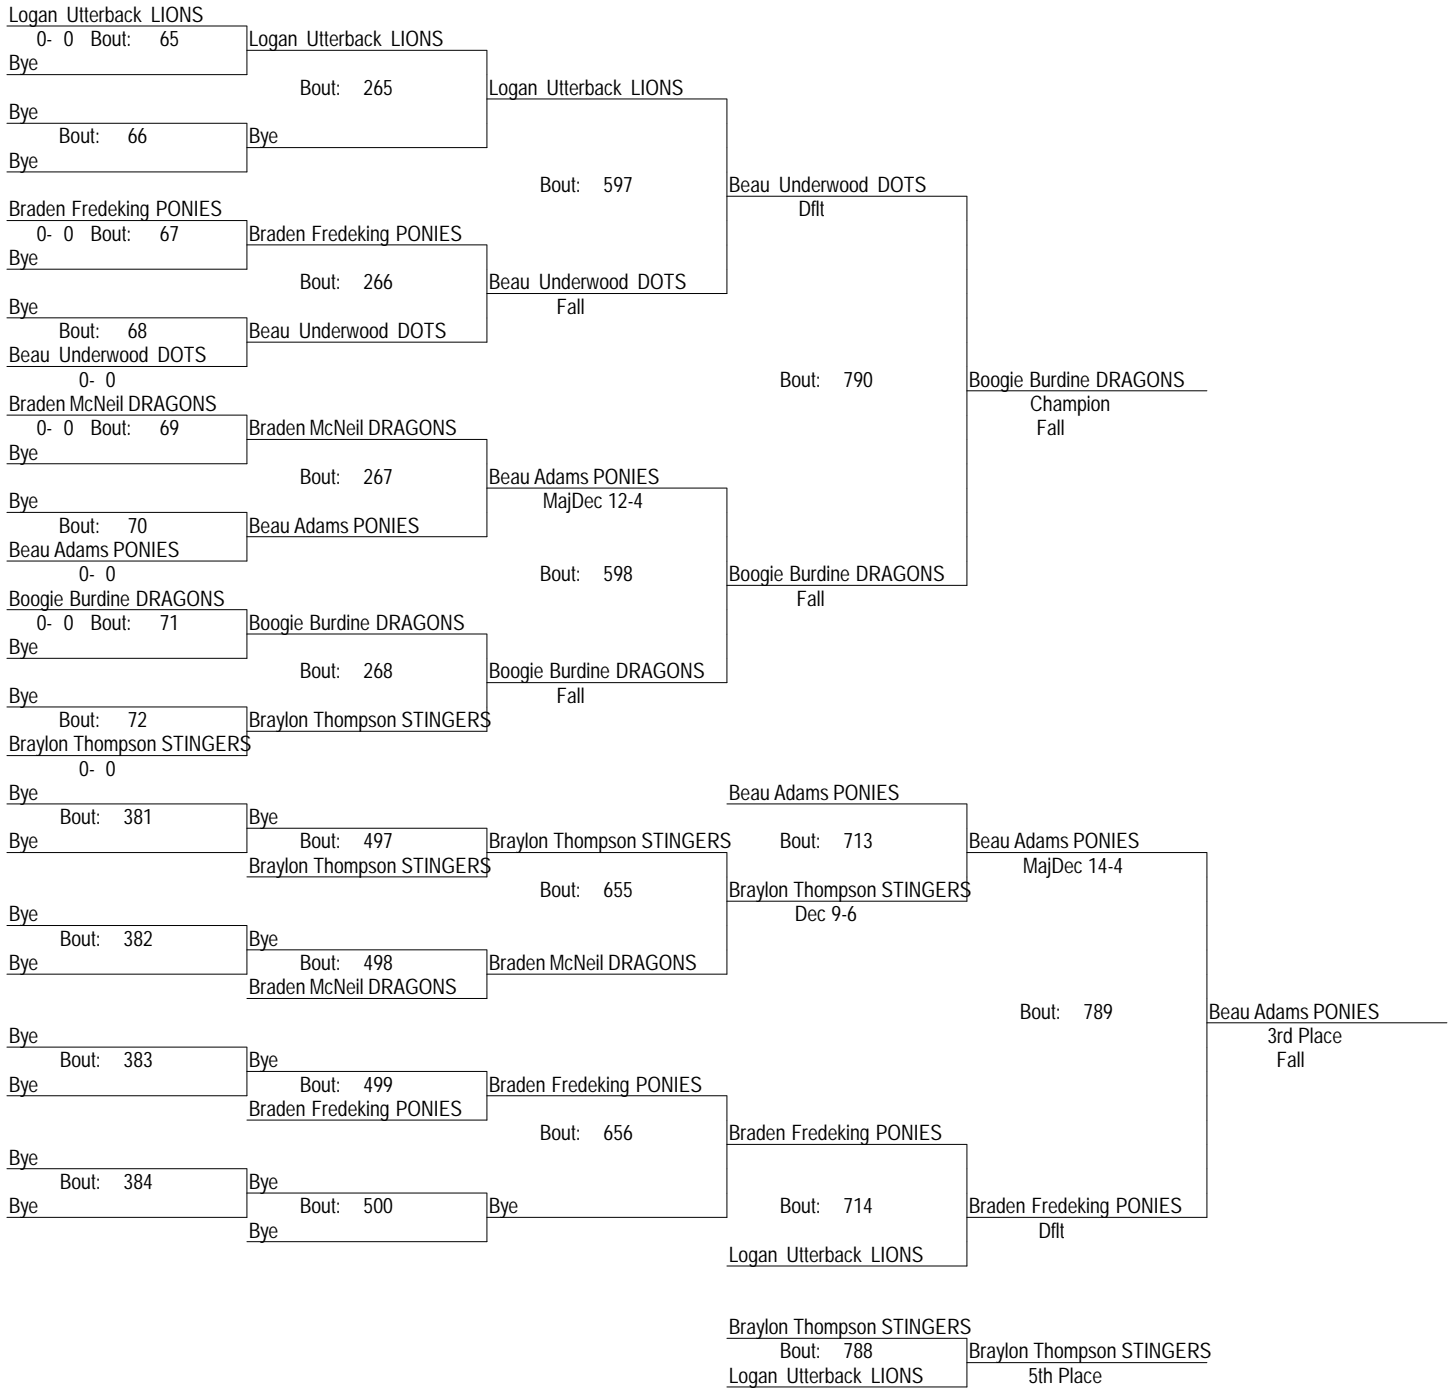 Logan Utterback LIONS
0- 0 Bout: 65 Logan Utterback LIONS
Bye
Bout: 265 Logan Utterback LIONS
Bye
Bout: 66 Bye
Bye
Bout: 597 Beau Underwood DOTS
Braden Fredeking PONIES Dflt
0- 0 Bout: 67 Braden Fredeking PONIES
Bye
Bout: 266 Beau Underwood DOTS
Bye Fall
Bout: 68 Beau Underwood DOTS
Beau Underwood DOTS
0- 0 Bout: 790 Boogie Burdine DRAGONS
Braden McNeil DRAGONS Champion
0- 0 Bout: 69 Braden McNeil DRAGONS Fall
Bye
Bout: 267 Beau Adams PONIES
Bye MajDec 12-4
Bout: 70 Beau Adams PONIES
Beau Adams PONIES
0- 0 Bout: 598 Boogie Burdine DRAGONS
Boogie Burdine DRAGONS Fall
0- 0 Bout: 71 Boogie Burdine DRAGONS
Bye
Bout: 268 Boogie Burdine DRAGONS
Bye Fall
Bout: 72 Braylon Thompson STINGERS
Braylon Thompson STINGERS
0- 0
Bye Beau Adams PONIES
Bout: 381 Bye
Bye Bout: 497 Braylon Thompson STINGERS Bout: 713 Beau Adams PONIES
Braylon Thompson STINGERS MajDec 14-4
Bout: 655 Braylon Thompson STINGERS
Bye Dec 9-6
Bout: 382 Bye
Bye Bout: 498 Braden McNeil DRAGONS
Braden McNeil DRAGONS
Bout: 789 Beau Adams PONIES
Bye 3rd Place
Bout: 383 Bye Fall
Bye Bout: 499 Braden Fredeking PONIES
Braden Fredeking PONIES
Bout: 656 Braden Fredeking PONIES
Bye
Bout: 384 Bye
Bye Bout: 500 Bye Bout: 714 Braden Fredeking PONIES
Bye Dflt
Logan Utterback LIONS
Braylon Thompson STINGERS
Bout: 788 Braylon Thompson STINGERS
Logan Utterback LIONS 5th Place